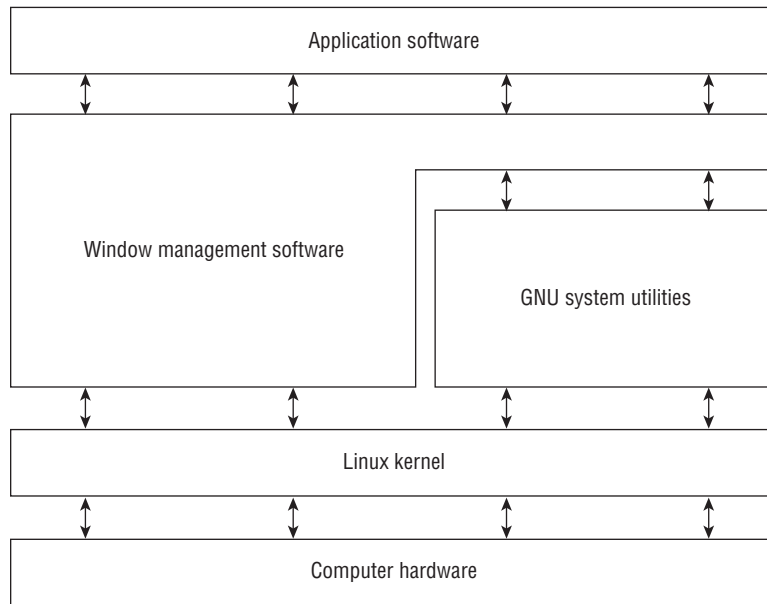 Application software
Window management software
GNU system utilities
Linux kernel
Computer hardware